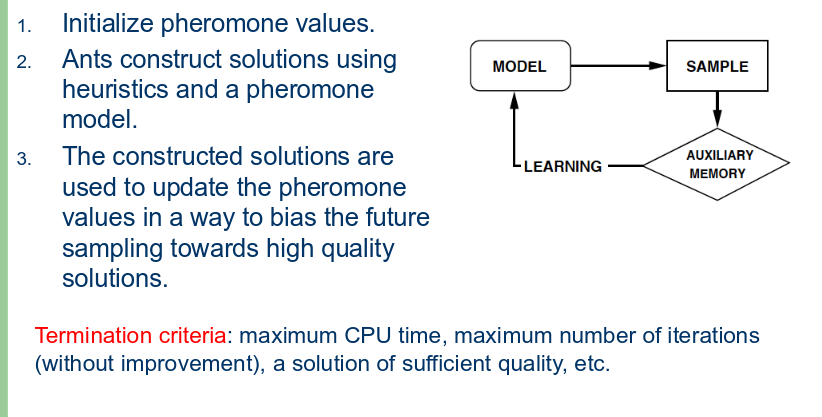 1. Initialize pheromone values.
2. Ants construct solutions using
heuristics and a pheromone
model.
3. The constructed solutions are
used to update the pheromone
values in a way to bias the future
sampling towards high quality
solutions.
MODEL
SAMPLE
AUXILIARY
MEMORY
LEARNING
Termination criteria: maximum CPU time, maximum number of iterations
(without improvement), a solution of sufficient quality, etc.